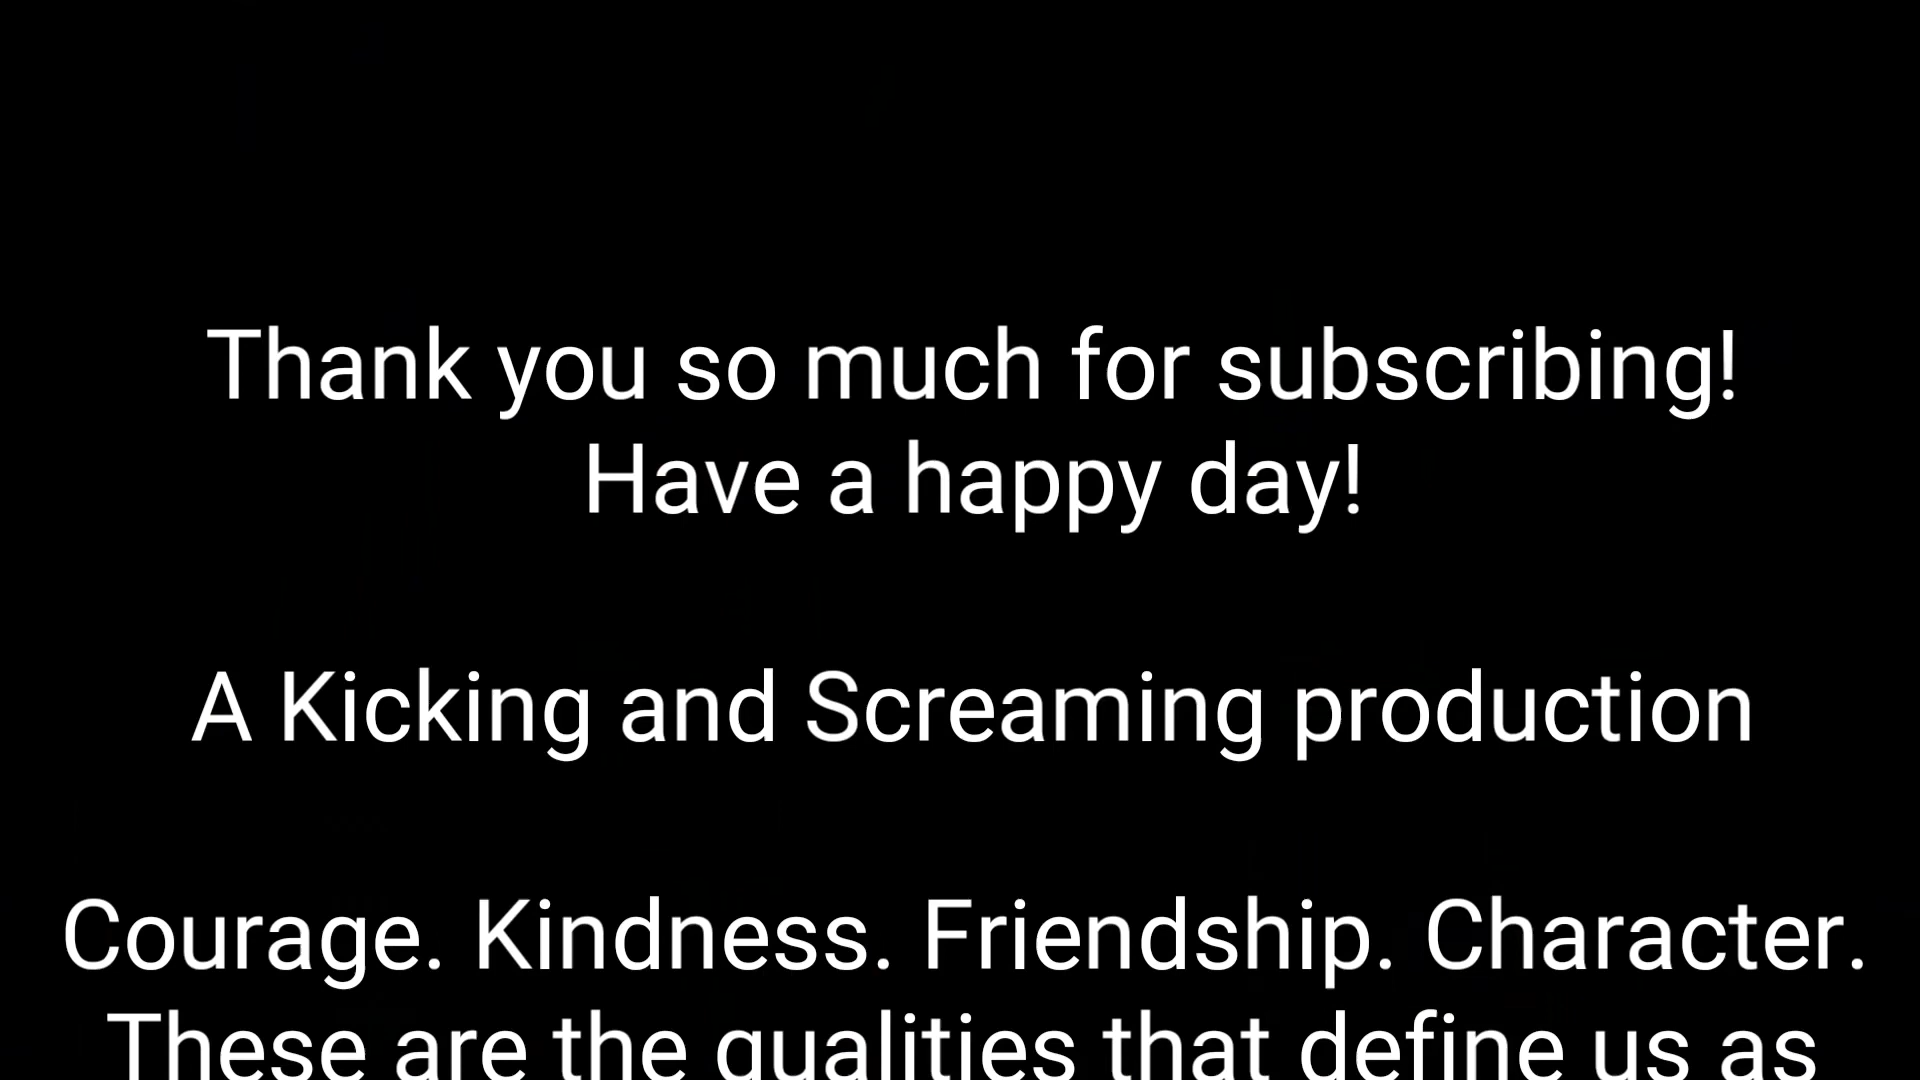 Thank you so much for subscribing!
Have a happy day!
A Kicking and Screaming production
Courage. Kindness. Friendship. Character.
These are the qualities that define us as